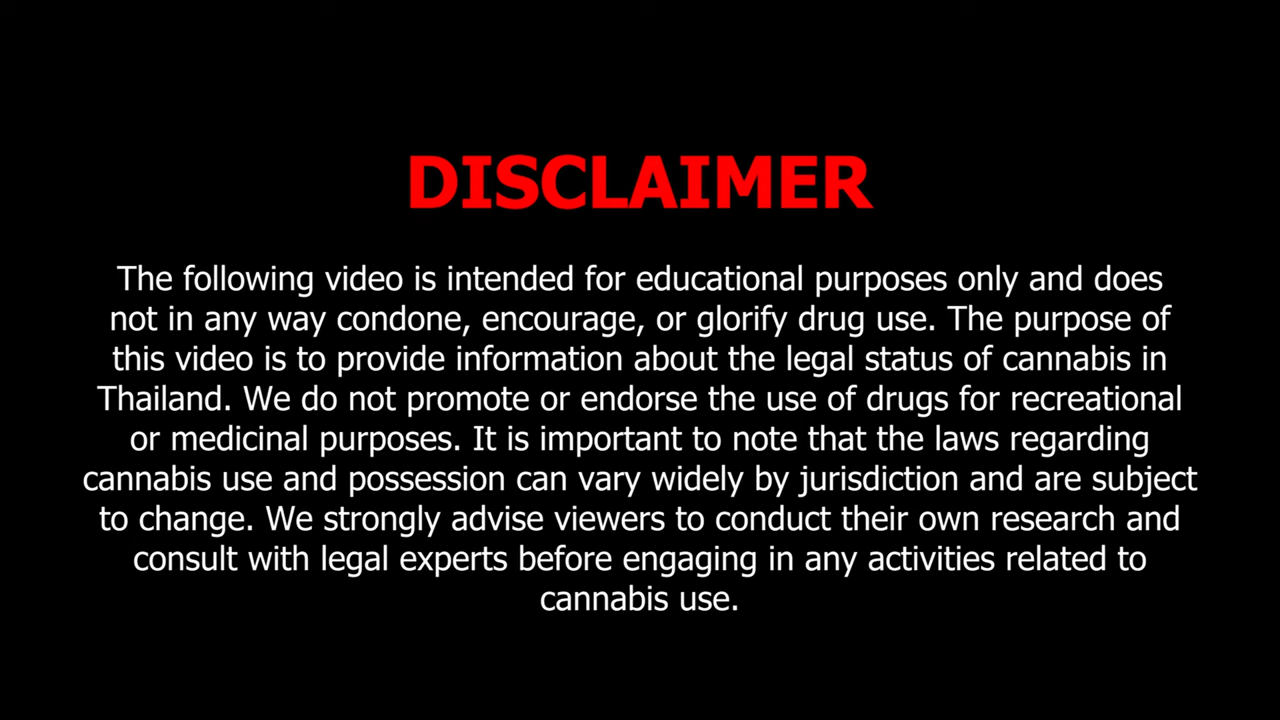 DISCLAIMER
The following video is intended for educational purposes only and does
not in any way condone, encourage, or glorify drug use. The purpose of
this video is to provide information about the legal status of cannabis in
Thailand. We do not promote or endorse the use of drugs for recreational
or medicinal purposes. It is important to note that the laws regarding
cannabis use and possession can vary widely by jurisdiction and are subject
to change. We strongly advise viewers to conduct their own research and
consult with legal experts before engaging in any activities related to
cannabis use.